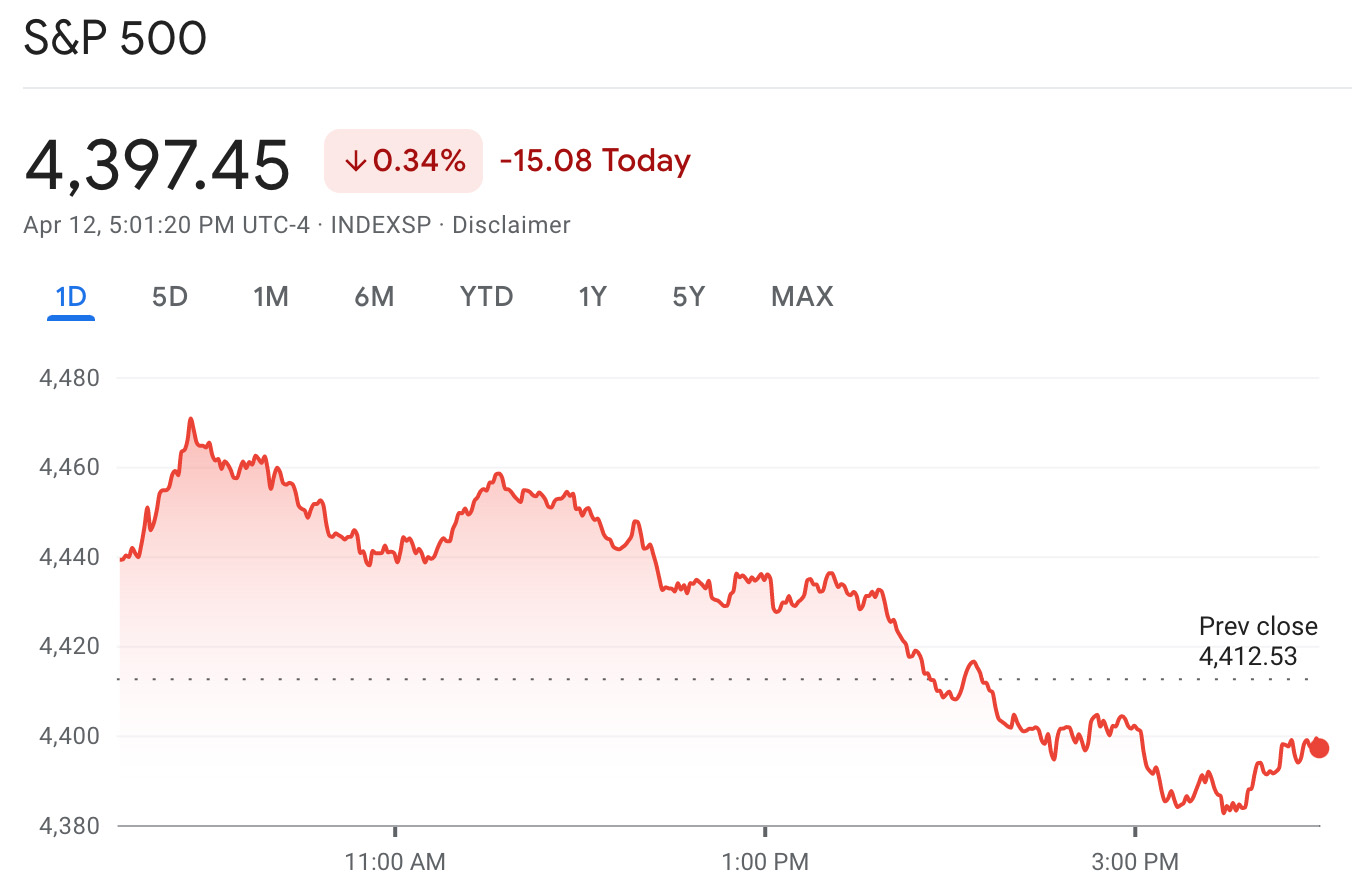 S&P 500
4,397.45 ↓0.34% -15.08 Today
Apr 12, 5:01:20 PM UTC-4 · INDEXSP · Disclaimer
1D 5D 1M 6M YTD 1Y 5Y MAX
4,480
4,460
4,440
4,420
4,400
4,380
Prev close
4,412.53
11:00 AM 1:00 PM 3:00 PM